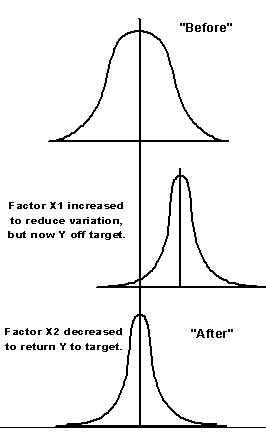 "Before"
Factor X1 increased
to reduce variation,
but now Y off target.
Factor X2 decreased
to return Y to target.
"After"